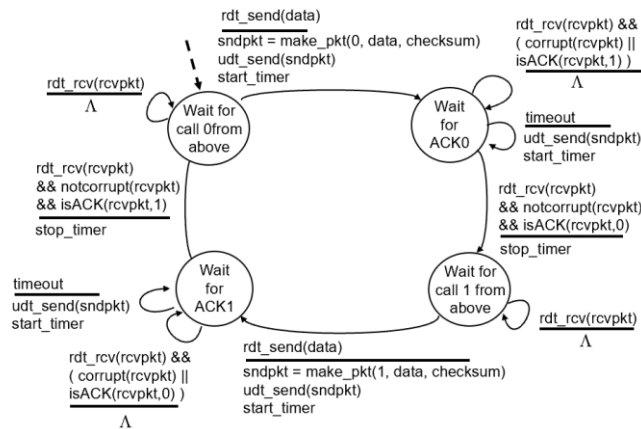 rdt_send(data)
sndpkt = make_pkt(0, data, checksum)
udt_send(sndpkt)
start_timer
rdt_rcv(rcvpkt) &&
( corrupt(rcvpkt) ||
isACK(rcvpkt,1) )
Λ
rdt_rcv(rcvpkt)
Λ
Wait for
call 0from
above
Wait
for
ACK0
timeout
udt_send(sndpkt)
start_timer
rdt_rcv(rcvpkt)
&& notcorrupt(rcvpkt)
&& isACK(rcvpkt,1)
stop_timer
rdt_rcv(rcvpkt)
&& notcorrupt(rcvpkt)
&& isACK(rcvpkt,0)
stop_timer
timeout
udt_send(sndpkt)
start_timer
Wait
for
ACK1
Wait for
call 1 from
above
rdt_rcv(rcvpkt)
Λ
rdt_rcv(rcvpkt) &&
( corrupt(rcvpkt) ||
isACK(rcvpkt,0) )
Λ
rdt_send(data)
sndpkt = make_pkt(1, data, checksum)
udt_send(sndpkt)
start_timer